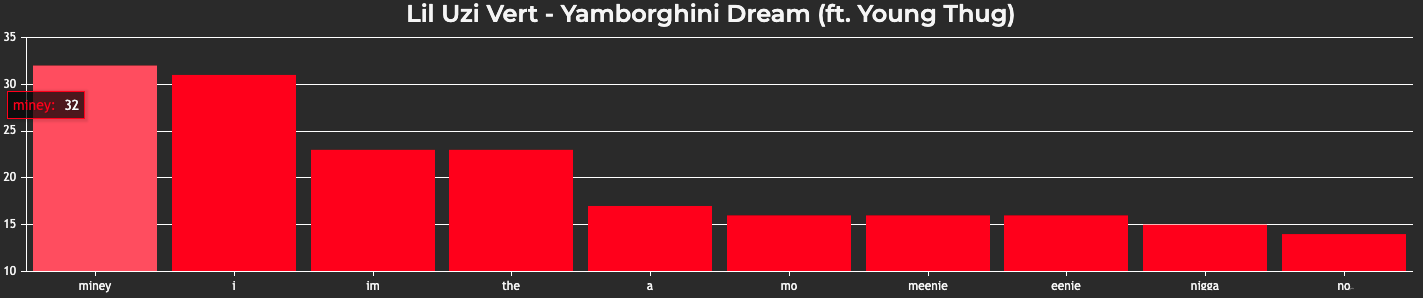 Lil Uzi Vert - Yamborghini Dream (ft. Young Thug)
35
30
miney: 32
25
20
15
10
miney i im the a mo meenie eenie nigga no